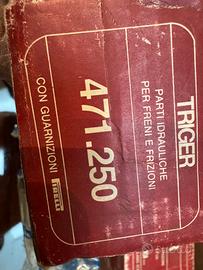 TRIGER
PARTI IDRAULICHE
PER FRENI E FRIZIONI
471.250
CON GUARNIZIONI PIRELLI